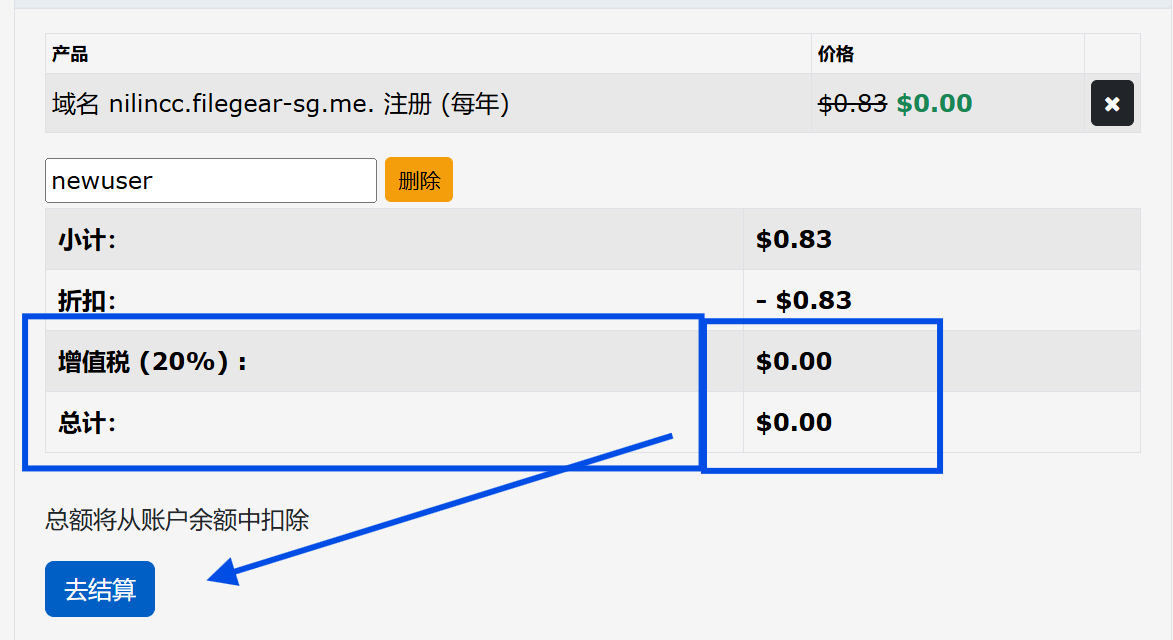 产品 价格
域名 nilincc.filegear-sg.me. 注册 (每年) $0.83 $0.00
newuser 删除
小计: $0.83
折扣: – $0.83
增值税 (20%) : $0.00
总计: $0.00
总额将从账户余额中扣除
去结算